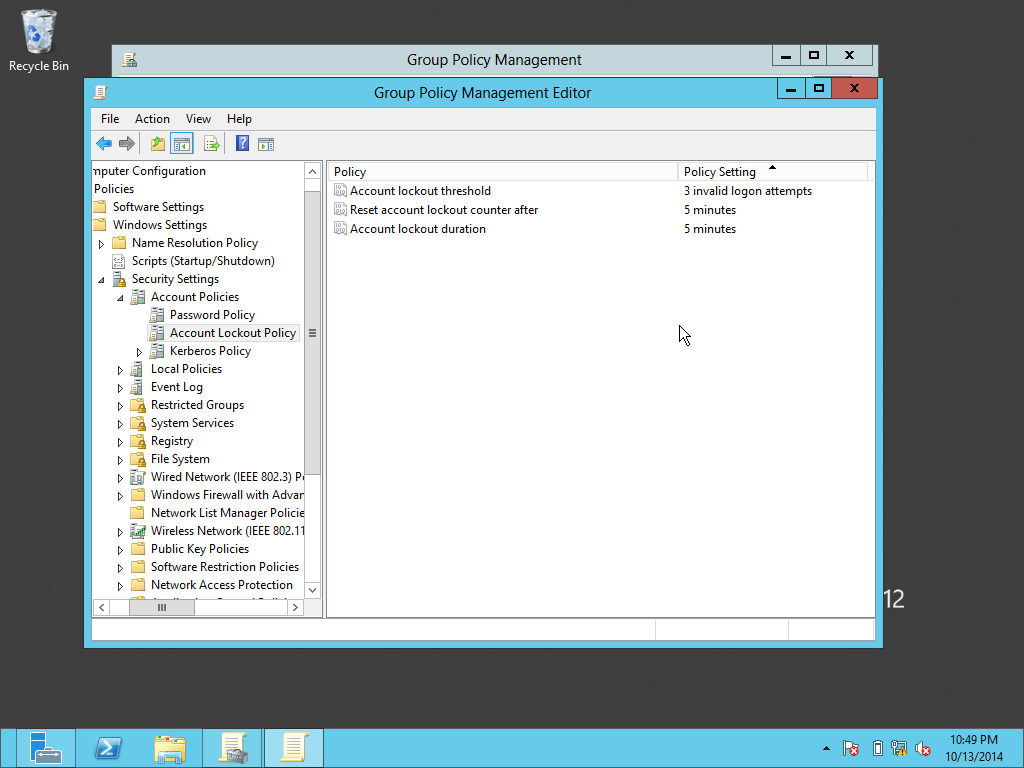 Recycle Bin
Group Policy Management
Group Policy Management Editor
File Action View Help
mputer Configuration
Policies
Software Settings
Windows Settings
Name Resolution Policy
Scripts (Startup/Shutdown)
Security Settings
Account Policies
Password Policy
Account Lockout Policy
Kerberos Policy
Local Policies
Event Log
Restricted Groups
System Services
Registry
File System
Wired Network (IEEE 802.3) P
Windows Firewall with Advan
Network List Manager Policie
Wireless Network (IEEE 802.11
Public Key Policies
Software Restriction Policies
Network Access Protection
Policy Policy Setting
Account lockout threshold 3 invalid logon attempts
Reset account lockout counter after 5 minutes
Account lockout duration 5 minutes
12
10:49 PM
10/13/2014